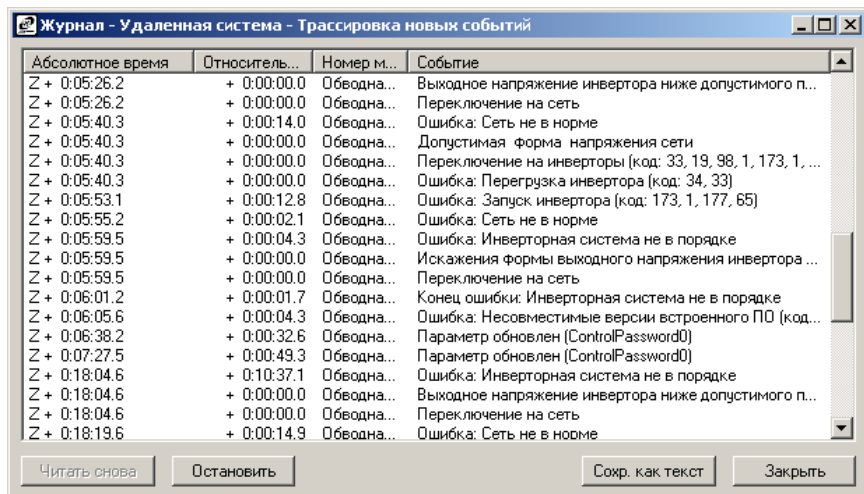 Журнал - Удаленная система - Трассировка новых событий
Абсолютное время Относитель... Номер м... Событие
Z + 0:05:26.2 + 0:00:00.0 Обводна... Выходное напряжение инвертора ниже допустимого п...
Z + 0:05:26.2 + 0:00:00.0 Обводна... Переключение на сеть
Z + 0:05:40.3 + 0:00:14.0 Обводна... Ошибка: Сеть не в норме
Z + 0:05:40.3 + 0:00:00.0 Обводна... Допустимая форма напряжения сети
Z + 0:05:40.3 + 0:00:00.0 Обводна... Переключение на инверторы (код: 33, 19, 98, 1, 173, 1, ...
Z + 0:05:40.3 + 0:00:00.0 Обводна... Ошибка: Перегрузка инвертора (код: 34, 33)
Z + 0:05:53.1 + 0:00:12.8 Обводна... Ошибка: Запуск инвертора (код: 173, 1, 177, 65)
Z + 0:05:55.2 + 0:00:02.1 Обводна... Ошибка: Сеть не в норме
Z + 0:05:59.5 + 0:00:04.3 Обводна... Ошибка: Инверторная система не в порядке
Z + 0:05:59.5 + 0:00:00.0 Обводна... Искажения формы выходного напряжения инвертора ...
Z + 0:05:59.5 + 0:00:00.0 Обводна... Переключение на сеть
Z + 0:06:01.2 + 0:00:01.7 Обводна... Конец ошибки: Инверторная система не в порядке
Z + 0:06:05.6 + 0:00:04.3 Обводна... Ошибка: Несовместимые версии встроенного ПО (код...
Z + 0:06:38.2 + 0:00:32.6 Обводна... Параметр обновлен (ControlPassword0)
Z + 0:07:27.5 + 0:00:49.3 Обводна... Параметр обновлен (ControlPassword0)
Z + 0:18:04.6 + 0:10:37.1 Обводна... Ошибка: Инверторная система не в порядке
Z + 0:18:04.6 + 0:00:00.0 Обводна... Выходное напряжение инвертора ниже допустимого п...
Z + 0:18:04.6 + 0:00:00.0 Обводна... Переключение на сеть
Z + 0:18:19.6 + 0:00:14.9 Обводна... Ошибка: Сеть не в норме
Читать снова Остановить Сохр. как текст Закрыть